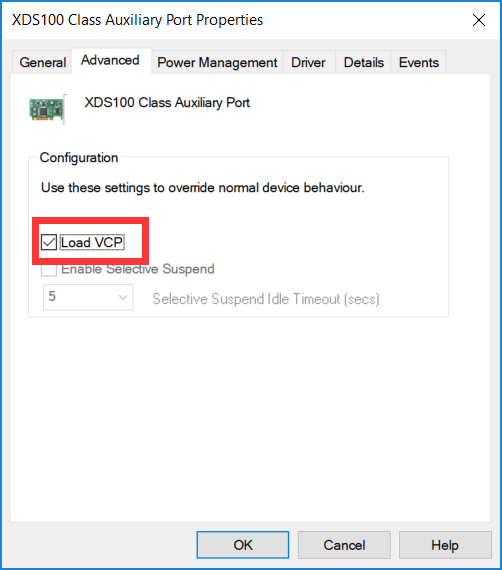 XDS100 Class Auxiliary Port Properties
General Advanced Power Management Driver Details Events
XDS100 Class Auxiliary Port
Configuration
Use these settings to override normal device behaviour.
Load VCP
Enable Selective Suspend
5 Selective Suspend Idle Timeout (secs)
OK Cancel Help